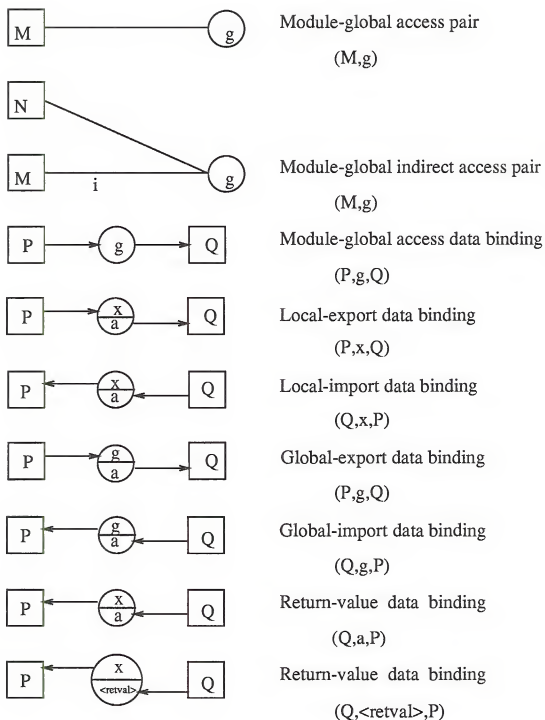 M g Module-global access pair
(M,g)
N
M i g Module-global indirect access pair
(M,g)
P g Q Module-global access data binding
(P,g,Q)
P x a Q Local-export data binding
(P,x,Q)
P x a Q Local-import data binding
(Q,x,P)
P g a Q Global-export data binding
(P,g,Q)
P g a Q Global-import data binding
(Q,g,P)
P x a Q Return-value data binding
(Q,a,P)
P x <retval> Q Return-value data binding
(Q,<retval>,P)